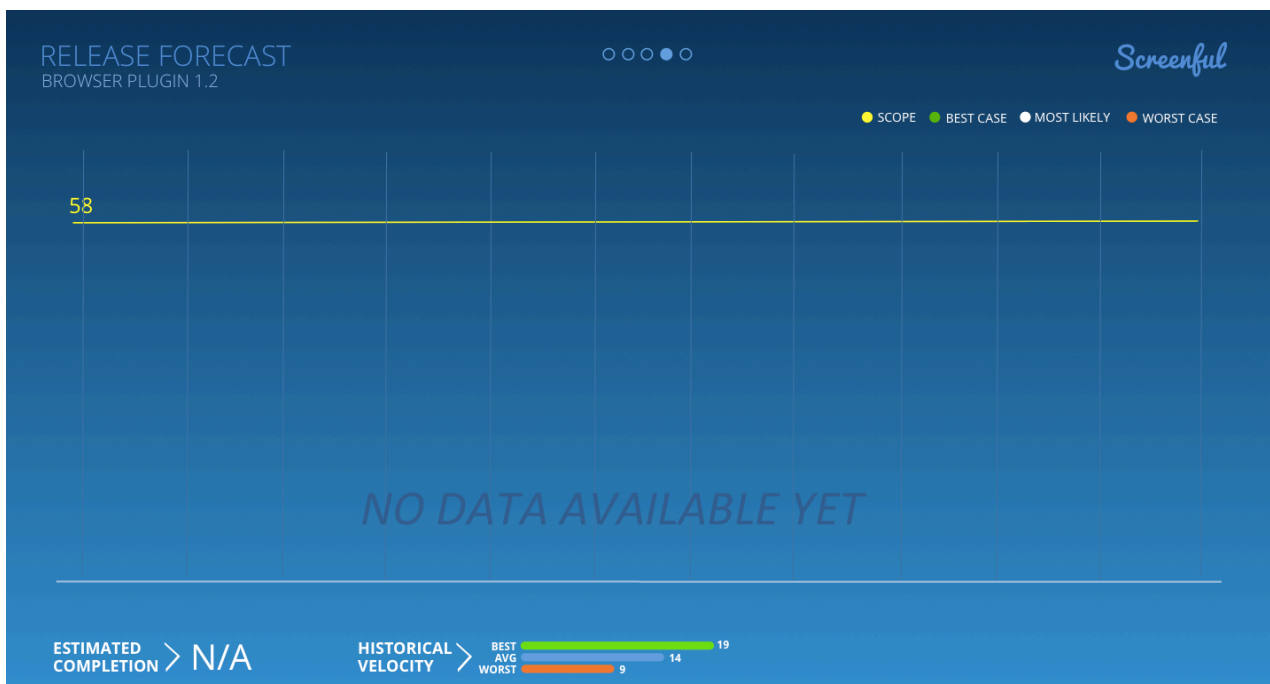 RELEASE FORECAST
BROWSER PLUGIN 1.2
Screenful
SCOPE BEST CASE MOST LIKELY WORST CASE
58
NO DATA AVAILABLE YET
ESTIMATED
COMPLETION
N/A
HISTORICAL
VELOCITY
BEST 19
AVG 14
WORST 9